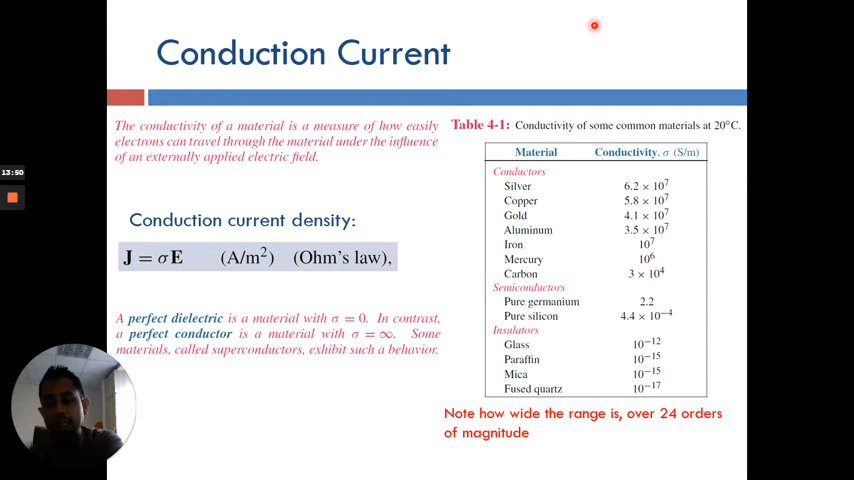 Conduction Current
The conductivity of a material is a measure of how easily
electrons can travel through the material under the influence
of an externally applied electric field.
13:50
Conduction current density:
J = σE (A/m²) (Ohm's law),
A perfect dielectric is a material with σ = 0. In contrast,
a perfect conductor is a material with σ = ∞. Some
materials, called superconductors, exhibit such a behavior.
Table 4-1: Conductivity of some common materials at 20°C.
Material Conductivity, σ (S/m)
Conductors
Silver 6.2 × 10⁷
Copper 5.8 × 10⁷
Gold 4.1 × 10⁷
Aluminum 3.5 × 10⁷
Iron 10⁷
Mercury 10⁶
Carbon 3 × 10⁴
Semiconductors
Pure germanium 2.2
Pure silicon 4.4 × 10⁻⁴
Insulators
Glass 10⁻¹²
Paraffin 10⁻¹⁵
Mica 10⁻¹⁵
Fused quartz 10⁻¹⁷
Note how wide the range is, over 24 orders
of magnitude